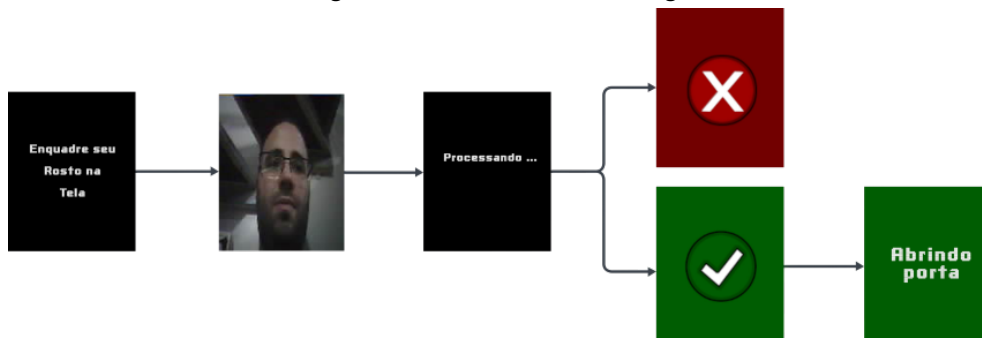 Enquadre seu
Rosto na
Tela
Processando ...
X
Abrindo
porta